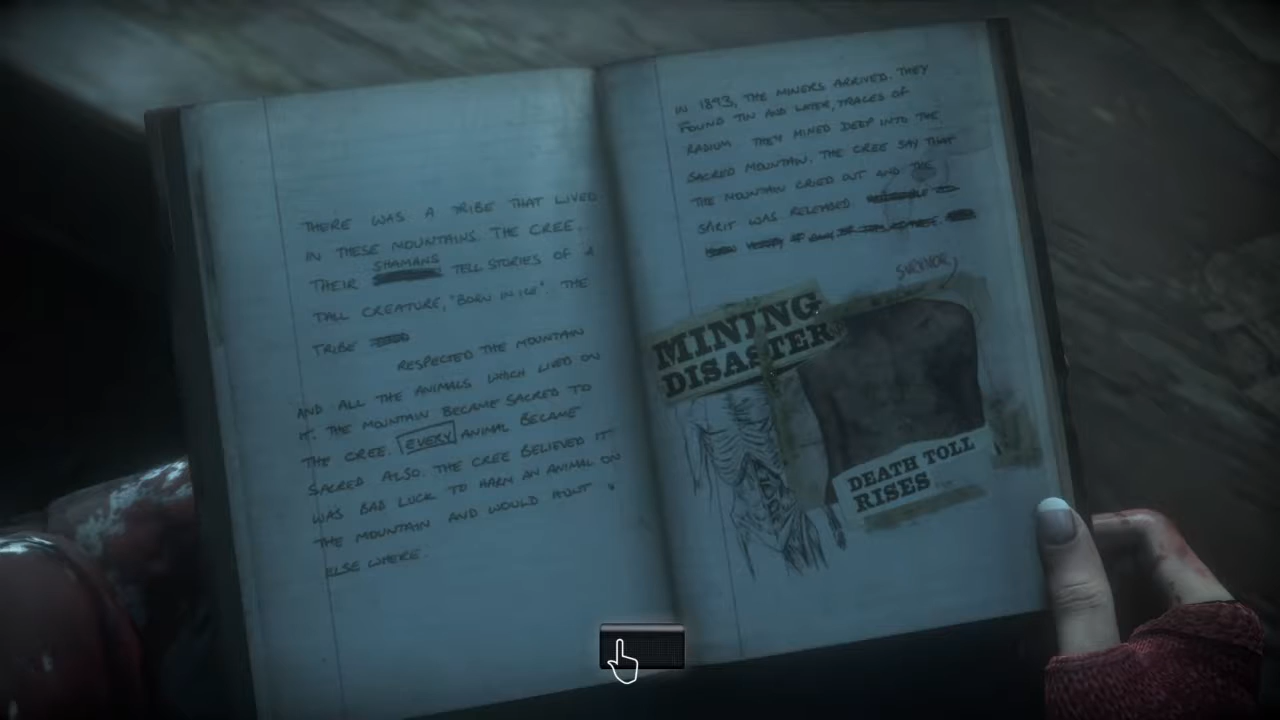 THERE WAS A TRIBE THAT LIVED
IN THESE MOUNTAINS. THE CREE.
SHAMANS
THEIR TELL STORIES OF A
TALL CREATURE, "BORN IN ICE". THE
TRIBE
RESPECTED THE MOUNTAIN
AND ALL THE ANIMALS WHICH LIVED ON
IT. THE MOUNTAIN BECAME SACRED TO
THE CREE. EVERY ANIMAL BECAME
SACRED ALSO. THE CREE BELIEVED IT
WAS BAD LUCK TO HARM AN ANIMAL ON
THE MOUNTAIN AND WOULD HUNT
ELSE WHERE.
IN 1893, THE MINERS ARRIVED. THEY
FOUND TIN AND LATER, TRACES OF
RADIUM THEY MINED DEEP INTO THE
SACRED MOUNTAIN. THE CREE SAY THAT
THE MOUNTAIN CRIED OUT AND THE
SPIRIT WAS RELEASED
SURVIVOR
MINING
DISASTER
DEATH TOLL
RISES